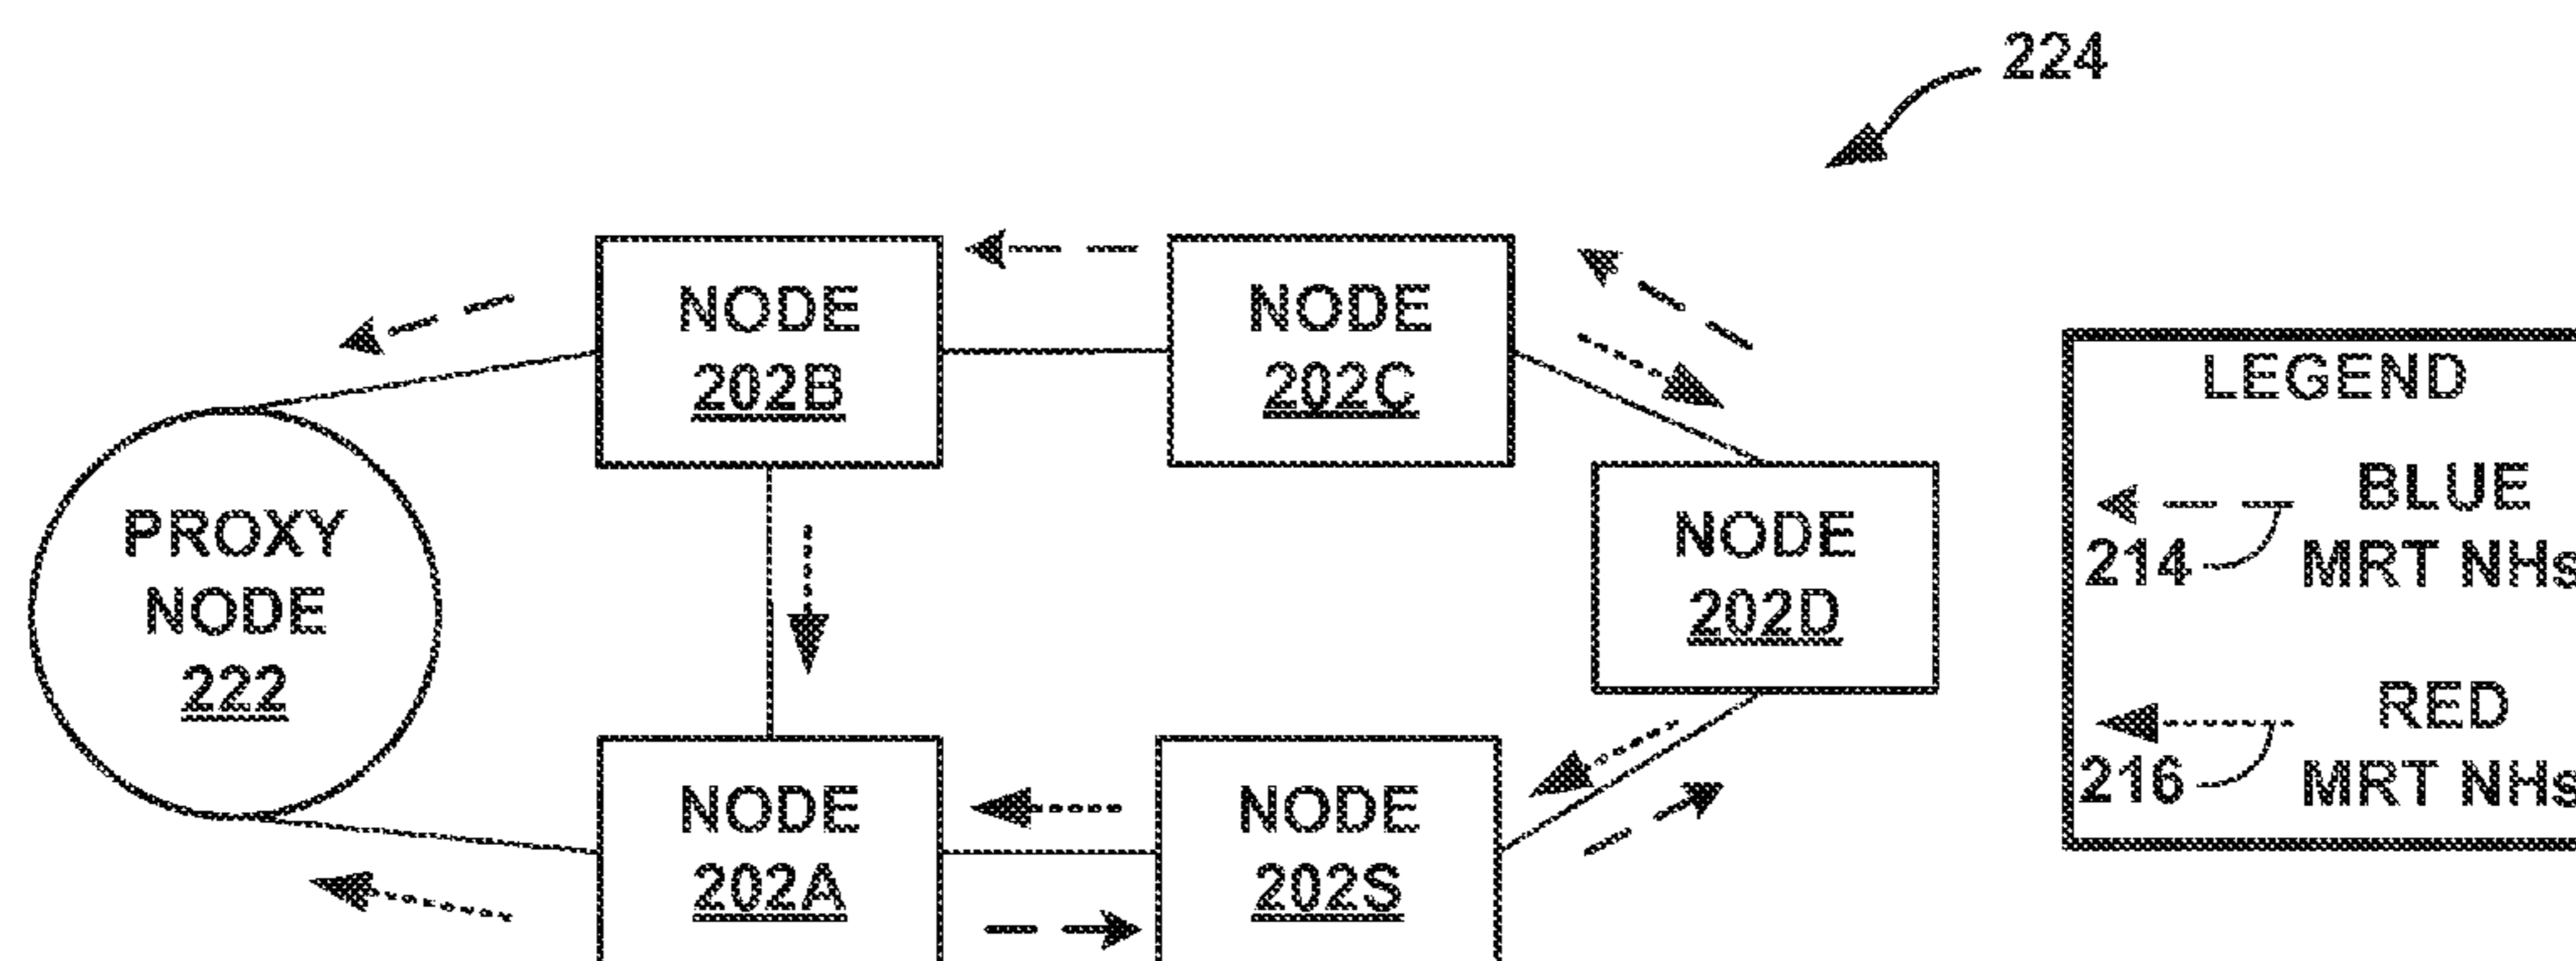 224
NODE
202B
NODE
202C
LEGEND
BLUE
MRT NHs
214
RED
MRT NHs
216
PROXY
NODE
222
NODE
202D
NODE
202A
NODE
202S